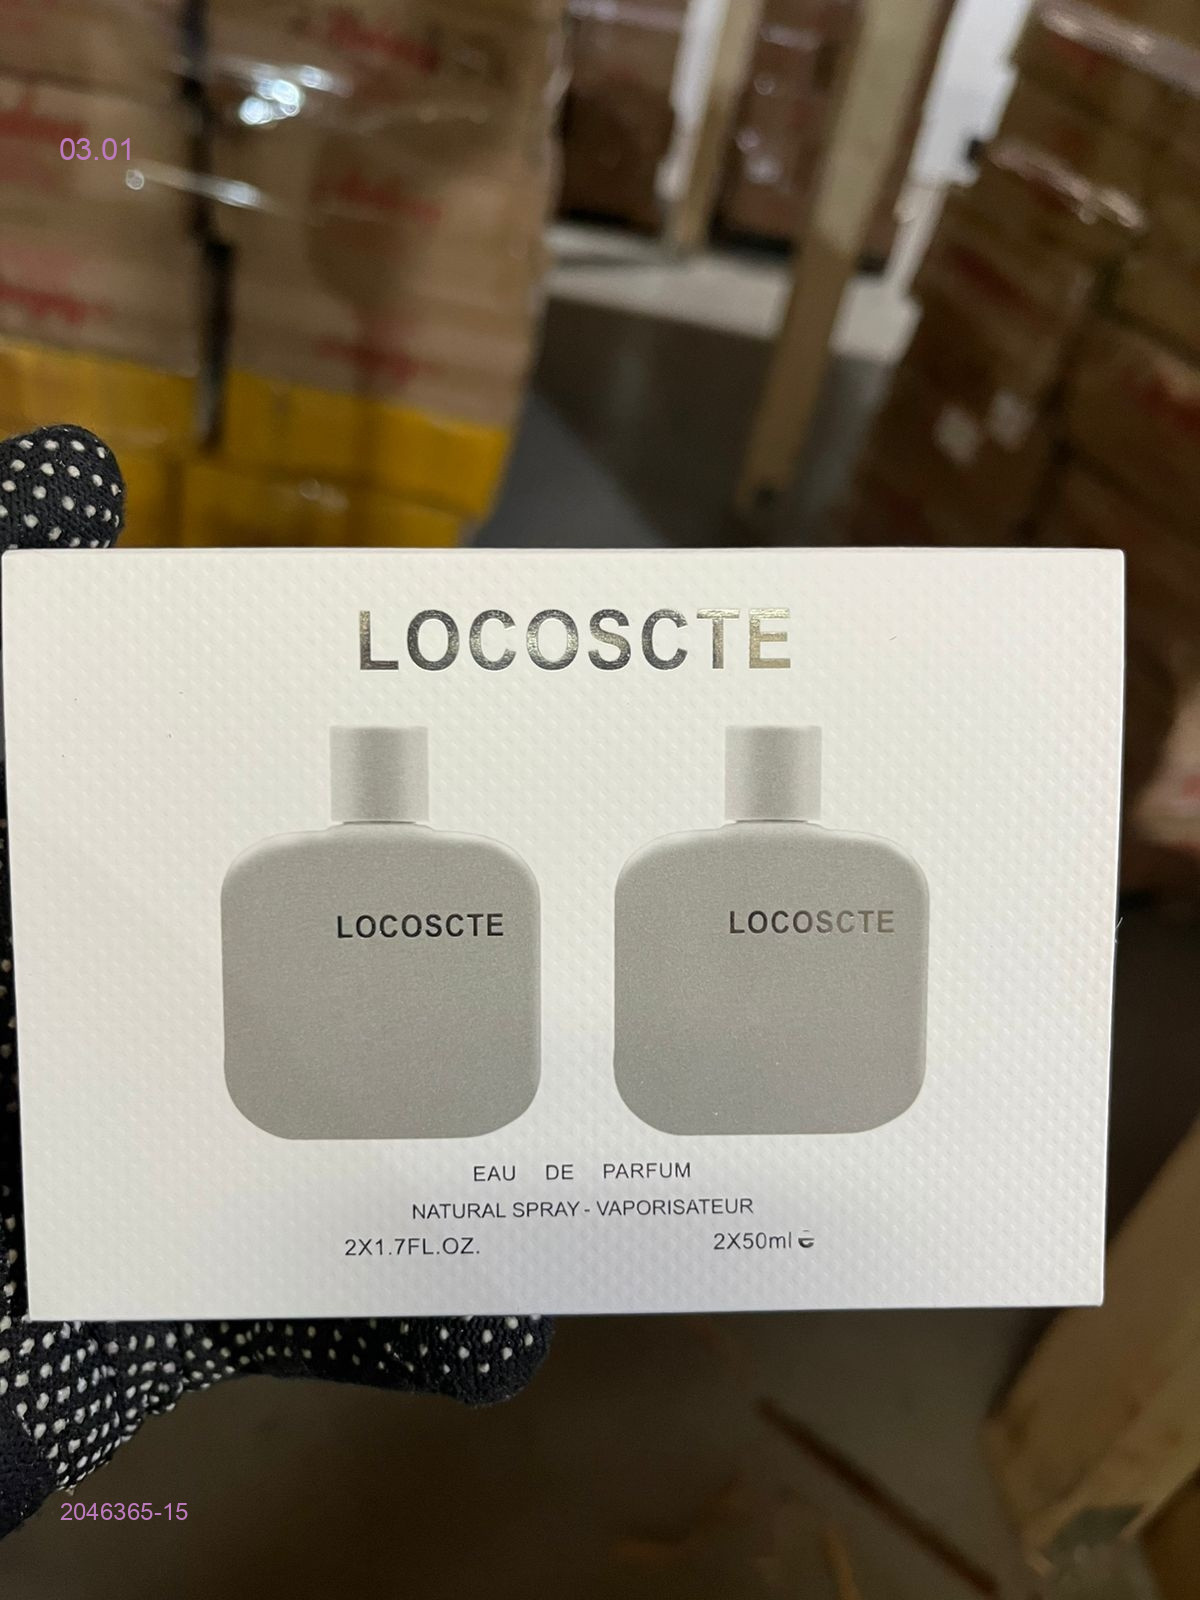 03.01
LOCOSCTE
LOCOSCTE
LOCOSCTE
EAU DE PARFUM
NATURAL SPRAY - VAPORISATEUR
2X1.7FL.OZ.
2X50ml e
2046365-15